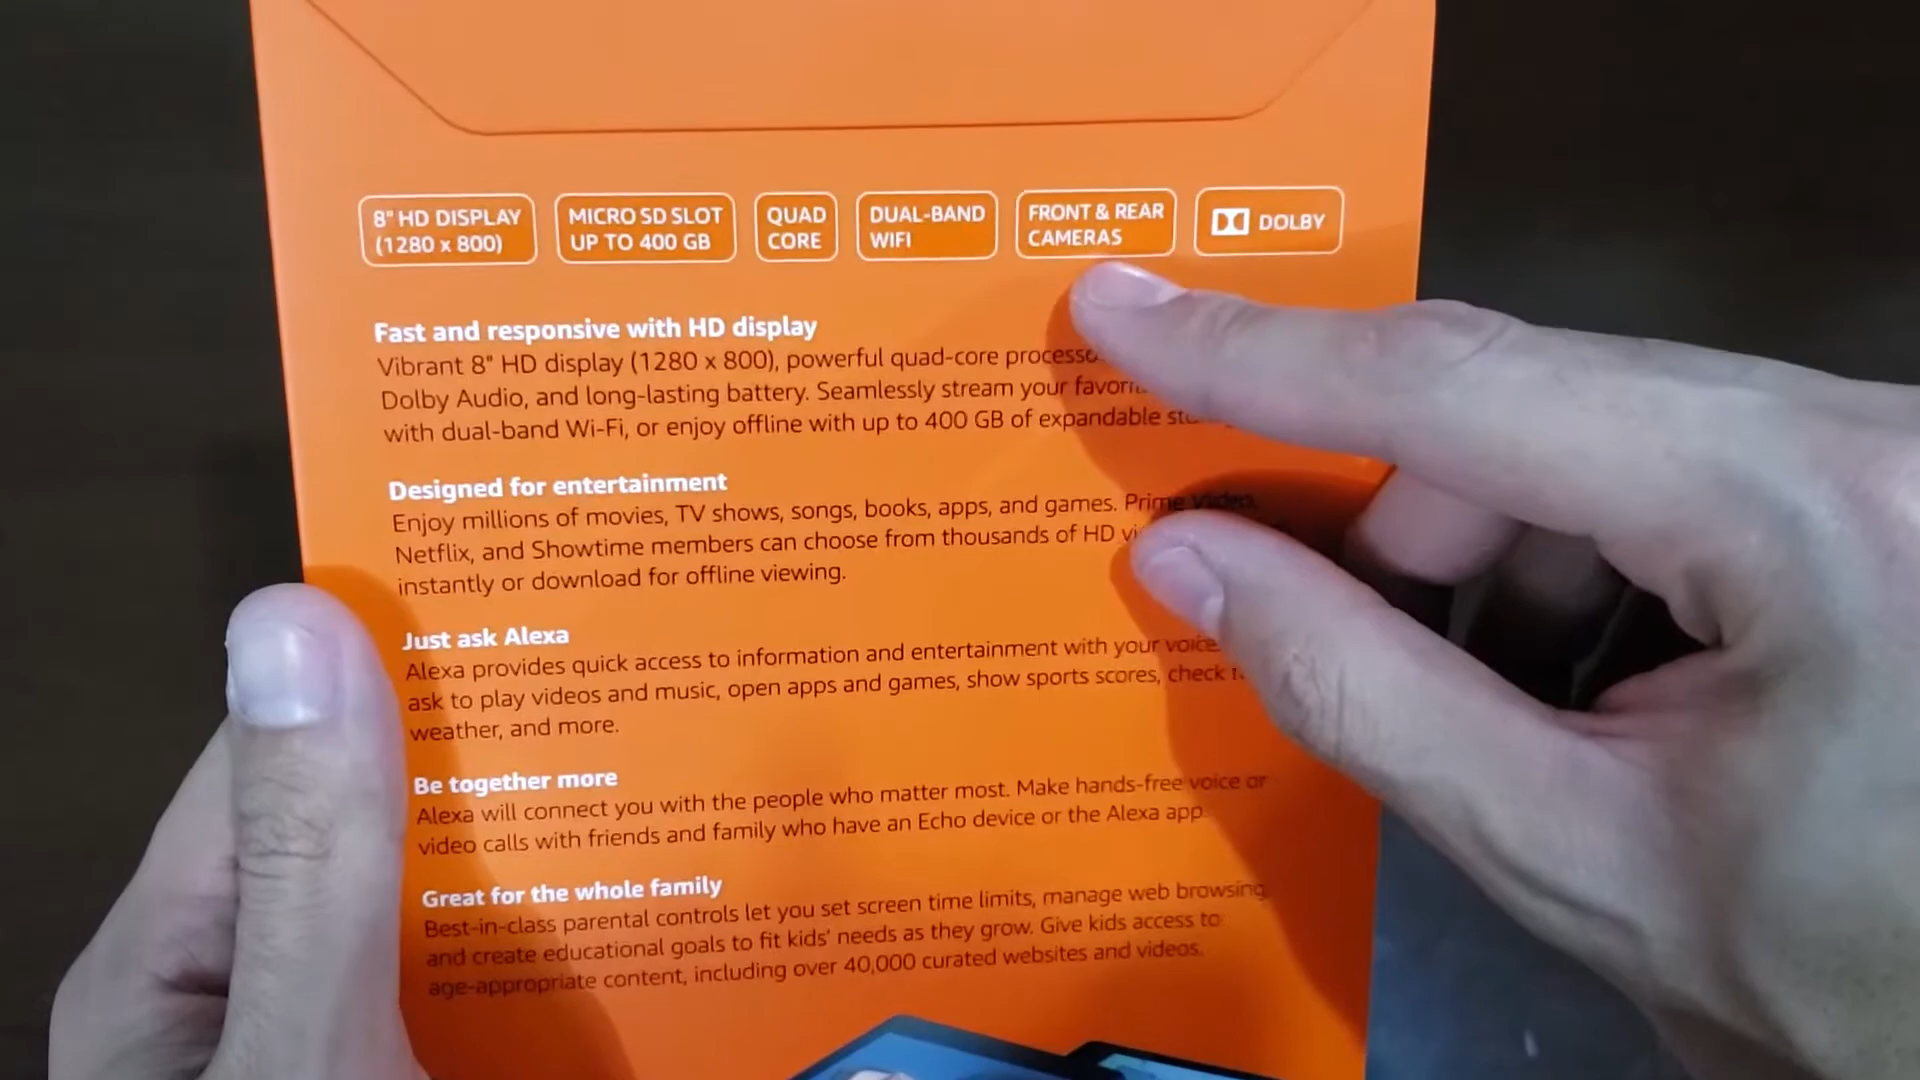 8" HD DISPLAY
(1280 x 800)
MICRO SD SLOT
UP TO 400 GB
QUAD
CORE
DUAL-BAND
WIFI
FRONT & REAR
CAMERAS
DOLBY
Fast and responsive with HD display
Vibrant 8" HD display (1280 x 800), powerful quad-core
Dolby Audio, and long-lasting battery. Seamlessly stream your
with dual-band Wi-Fi, or enjoy offline with up to 400 GB of expandable
Designed for entertainment
Enjoy millions of movies, TV shows, songs, books, apps, and games. Prime Video,
Netflix, and Showtime members can choose from thousands of HD
instantly or download for offline viewing.
Just ask Alexa
Alexa provides quick access to information and entertainment with your voice
ask to play videos and music, open apps and games, show sports scores, check
weather, and more.
Be together more
Alexa will connect you with the people who matter most. Make hands-free voice or
video calls with friends and family who have an Echo device or the Alexa app.
Great for the whole family
Best-in-class parental controls let you set screen time limits, manage web browsing,
and create educational goals to fit kids' needs as they grow. Give kids access to
age-appropriate content, including over 40,000 curated websites and videos.